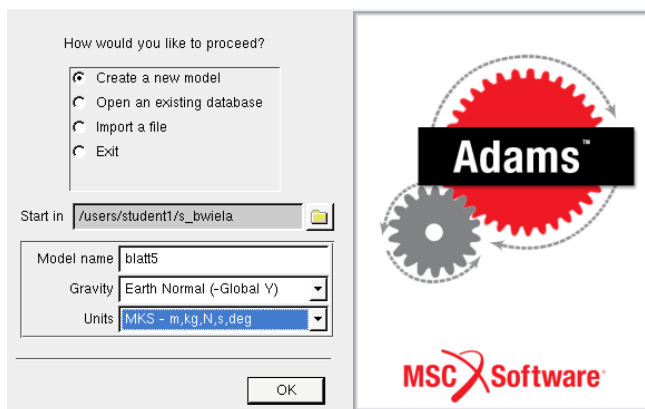 How would you like to proceed?
Create a new model
Open an existing database
Import a file
Exit
Start in /users/student1/s_bwiela
Model name blatt5
Gravity Earth Normal (-Global Y)
Units MKS - m,kg,N,s,deg
OK
Adams™
MSC Software®